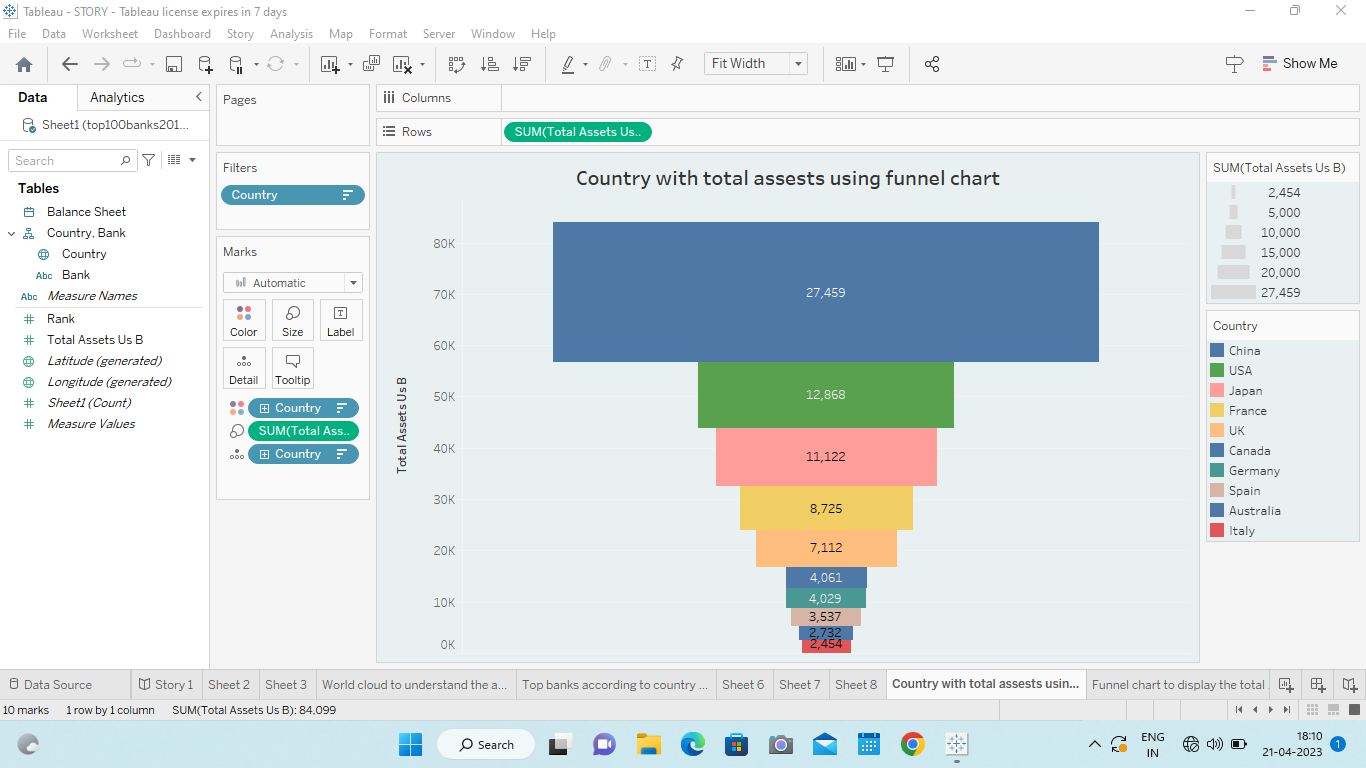 Tableau - STORY - Tableau license expires in 7 days
File Data Worksheet Dashboard Story Analysis Map Format Server Window Help
Fit Width
Show Me
Data Analytics
Sheet1 (top100banks201...
Search
Tables
Balance Sheet
Country, Bank
Country
Abc Bank
Abc Measure Names
Rank
Total Assets Us B
Latitude (generated)
Longitude (generated)
Sheet1 (Count)
Measure Values
Pages
Filters
Country
Marks
Automatic
Color Size Label
Detail Tooltip
Country
SUM(Total Ass..
Country
Columns
Rows
SUM(Total Assets Us..
Country with total assests using funnel chart
Total Assets Us B
80K
70K
60K
50K
40K
30K
20K
10K
0K
27,459
12,868
11,122
8,725
7,112
4,061
4,029
3,537
2,732
2,454
SUM(Total Assets Us B)
2,454
5,000
10,000
15,000
20,000
27,459
Country
China
USA
Japan
France
UK
Canada
Germany
Spain
Australia
Italy
Data Source Story 1 Sheet 2 Sheet 3 World cloud to understand the a... Top banks according to country ... Sheet 6 Sheet 7 Sheet 8 Country with total assests usin... Funnel chart to display the total
10 marks 1 row by 1 column SUM(Total Assets Us B): 84,099
Search
ENG
IN
18:10
21-04-2023
1